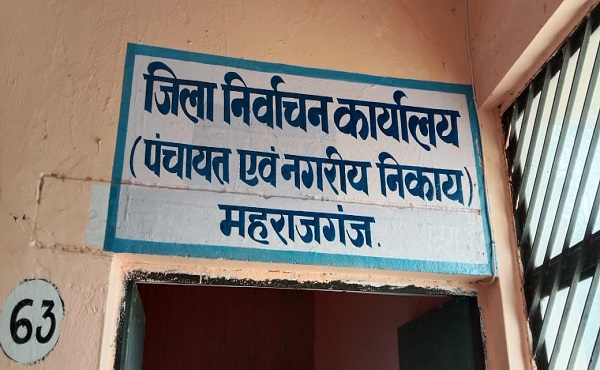 जिला निर्वाचन कार्यालय
(पंचायत एवं नगरीय निकाय)
महराजगंज.
63